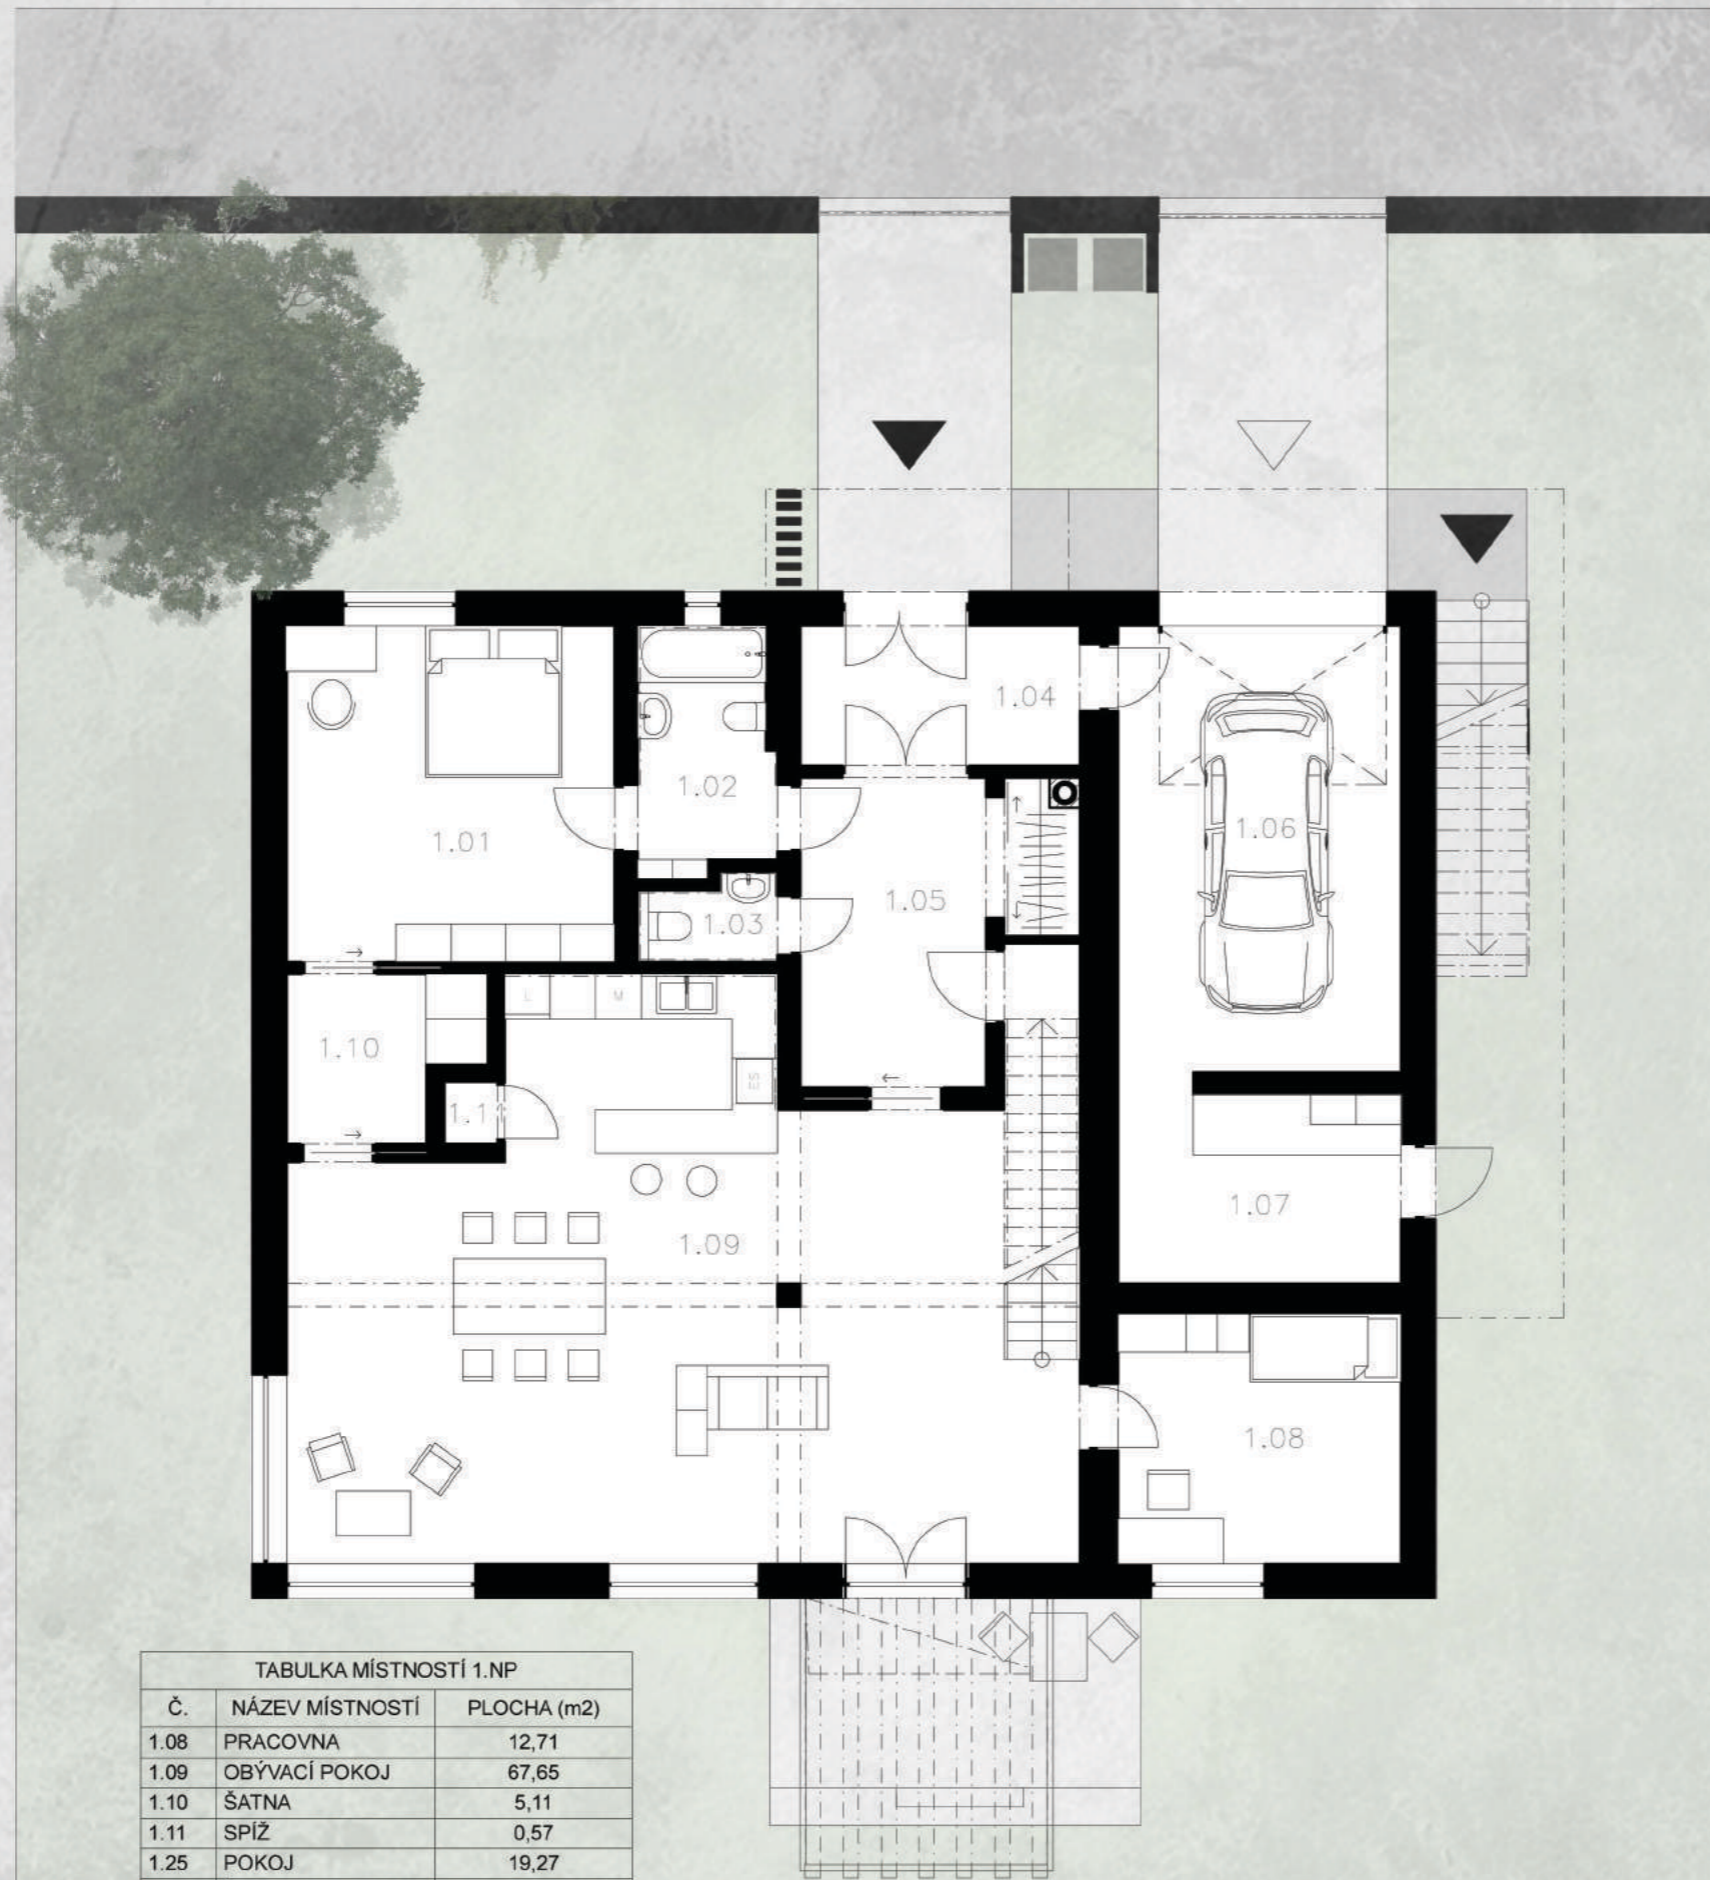 1.04
1.02
1.06
1.01
1.05
1.03
L
M
1.10
ES
1.11
1.07
1.09
1.08
TABULKA MÍSTNOSTÍ 1.NP
Č. NÁZEV MÍSTNOSTÍ PLOCHA (m2)
1.08 PRACOVNA 12,71
1.09 OBÝVACÍ POKOJ 67,65
1.10 ŠATNA 5,11
1.11 SPÍŽ 0,57
1.25 POKOJ 19,27